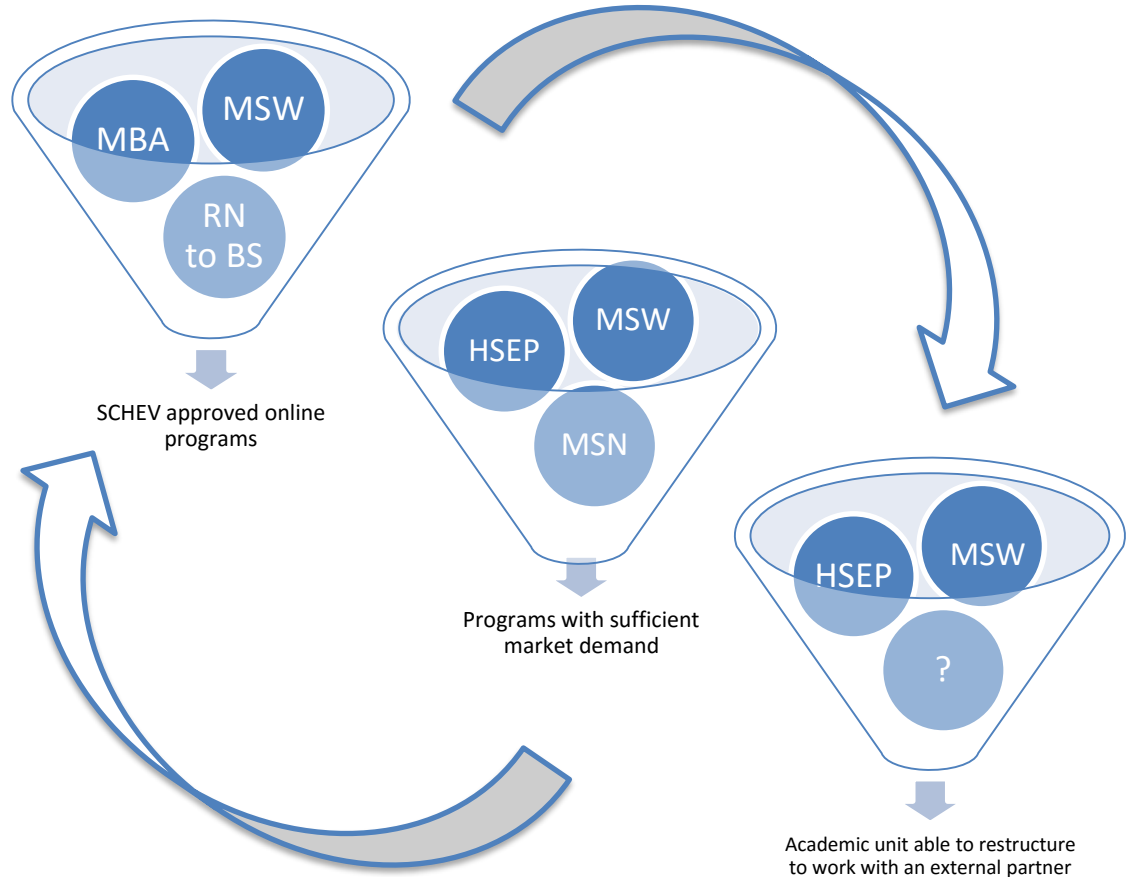 MBA
MSW
RN
to BS
SCHEV approved online
programs
HSEP
MSW
MSN
Programs with sufficient
market demand
HSEP
MSW
?
Academic unit able to restructure
to work with an external partner